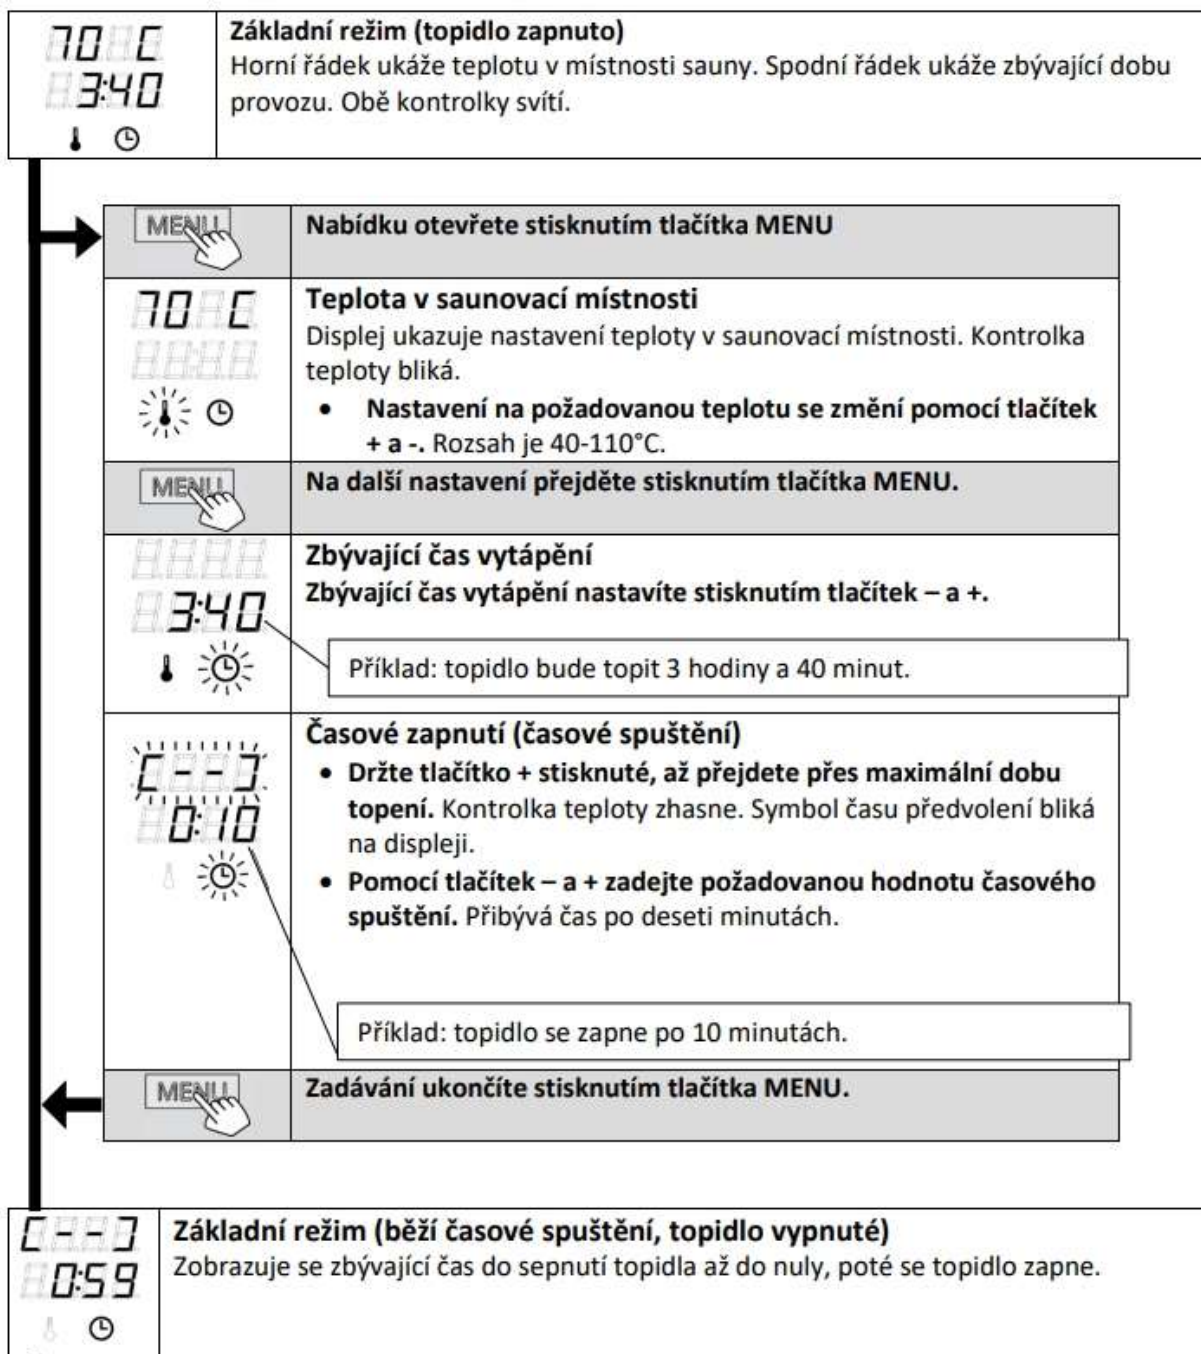 70 C
3:40
Základní režim (topidlo zapnuto)
Horní řádek ukáže teplotu v místnosti sauny. Spodní řádek ukáže zbývající dobu
provozu. Obě kontrolky svítí.
MENU
Nabídku otevřete stisknutím tlačítka MENU
70 C
Teplota v saunovací místnosti
Displej ukazuje nastavení teploty v saunovací místnosti. Kontrolka
teploty bliká.
• Nastavení na požadovanou teplotu se změní pomocí tlačítek
+ a -. Rozsah je 40-110°C.
MENU
Na další nastavení přejděte stisknutím tlačítka MENU.
3:40
Zbývající čas vytápění
Zbývající čas vytápění nastavíte stisknutím tlačítek – a +.
Příklad: topidlo bude topit 3 hodiny a 40 minut.
[--]
0:10
Časové zapnutí (časové spuštění)
• Držte tlačítko + stisknuté, až přejdete přes maximální dobu
topení. Kontrolka teploty zhasne. Symbol času předvolení bliká
na displeji.
• Pomocí tlačítek – a + zadejte požadovanou hodnotu časového
spuštění. Přibývá čas po deseti minutách.
Příklad: topidlo se zapne po 10 minutách.
MENU
Zadávání ukončíte stisknutím tlačítka MENU.
[--]
0:59
Základní režim (běží časové spuštění, topidlo vypnuté)
Zobrazuje se zbývající čas do sepnutí topidla až do nuly, poté se topidlo zapne.